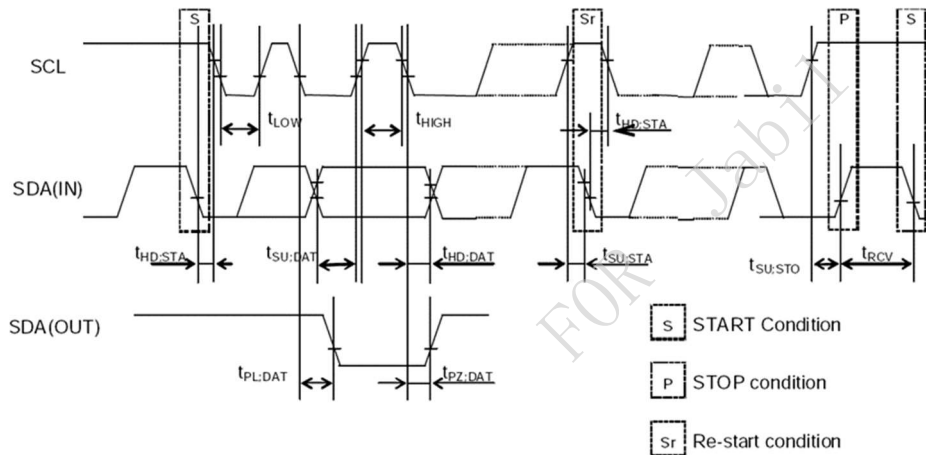 S
Sr
P
S
SCL
tLOW
tHIGH
tHD;STA
SDA(IN)
tHD;STA
tSU;DAT
tHD;DAT
tSU;STA
tSU;STO
tRCV
SDA(OUT)
tPL;DAT
tPZ;DAT
S START Condition
P STOP condition
Sr Re-start condition
FOR Jabil